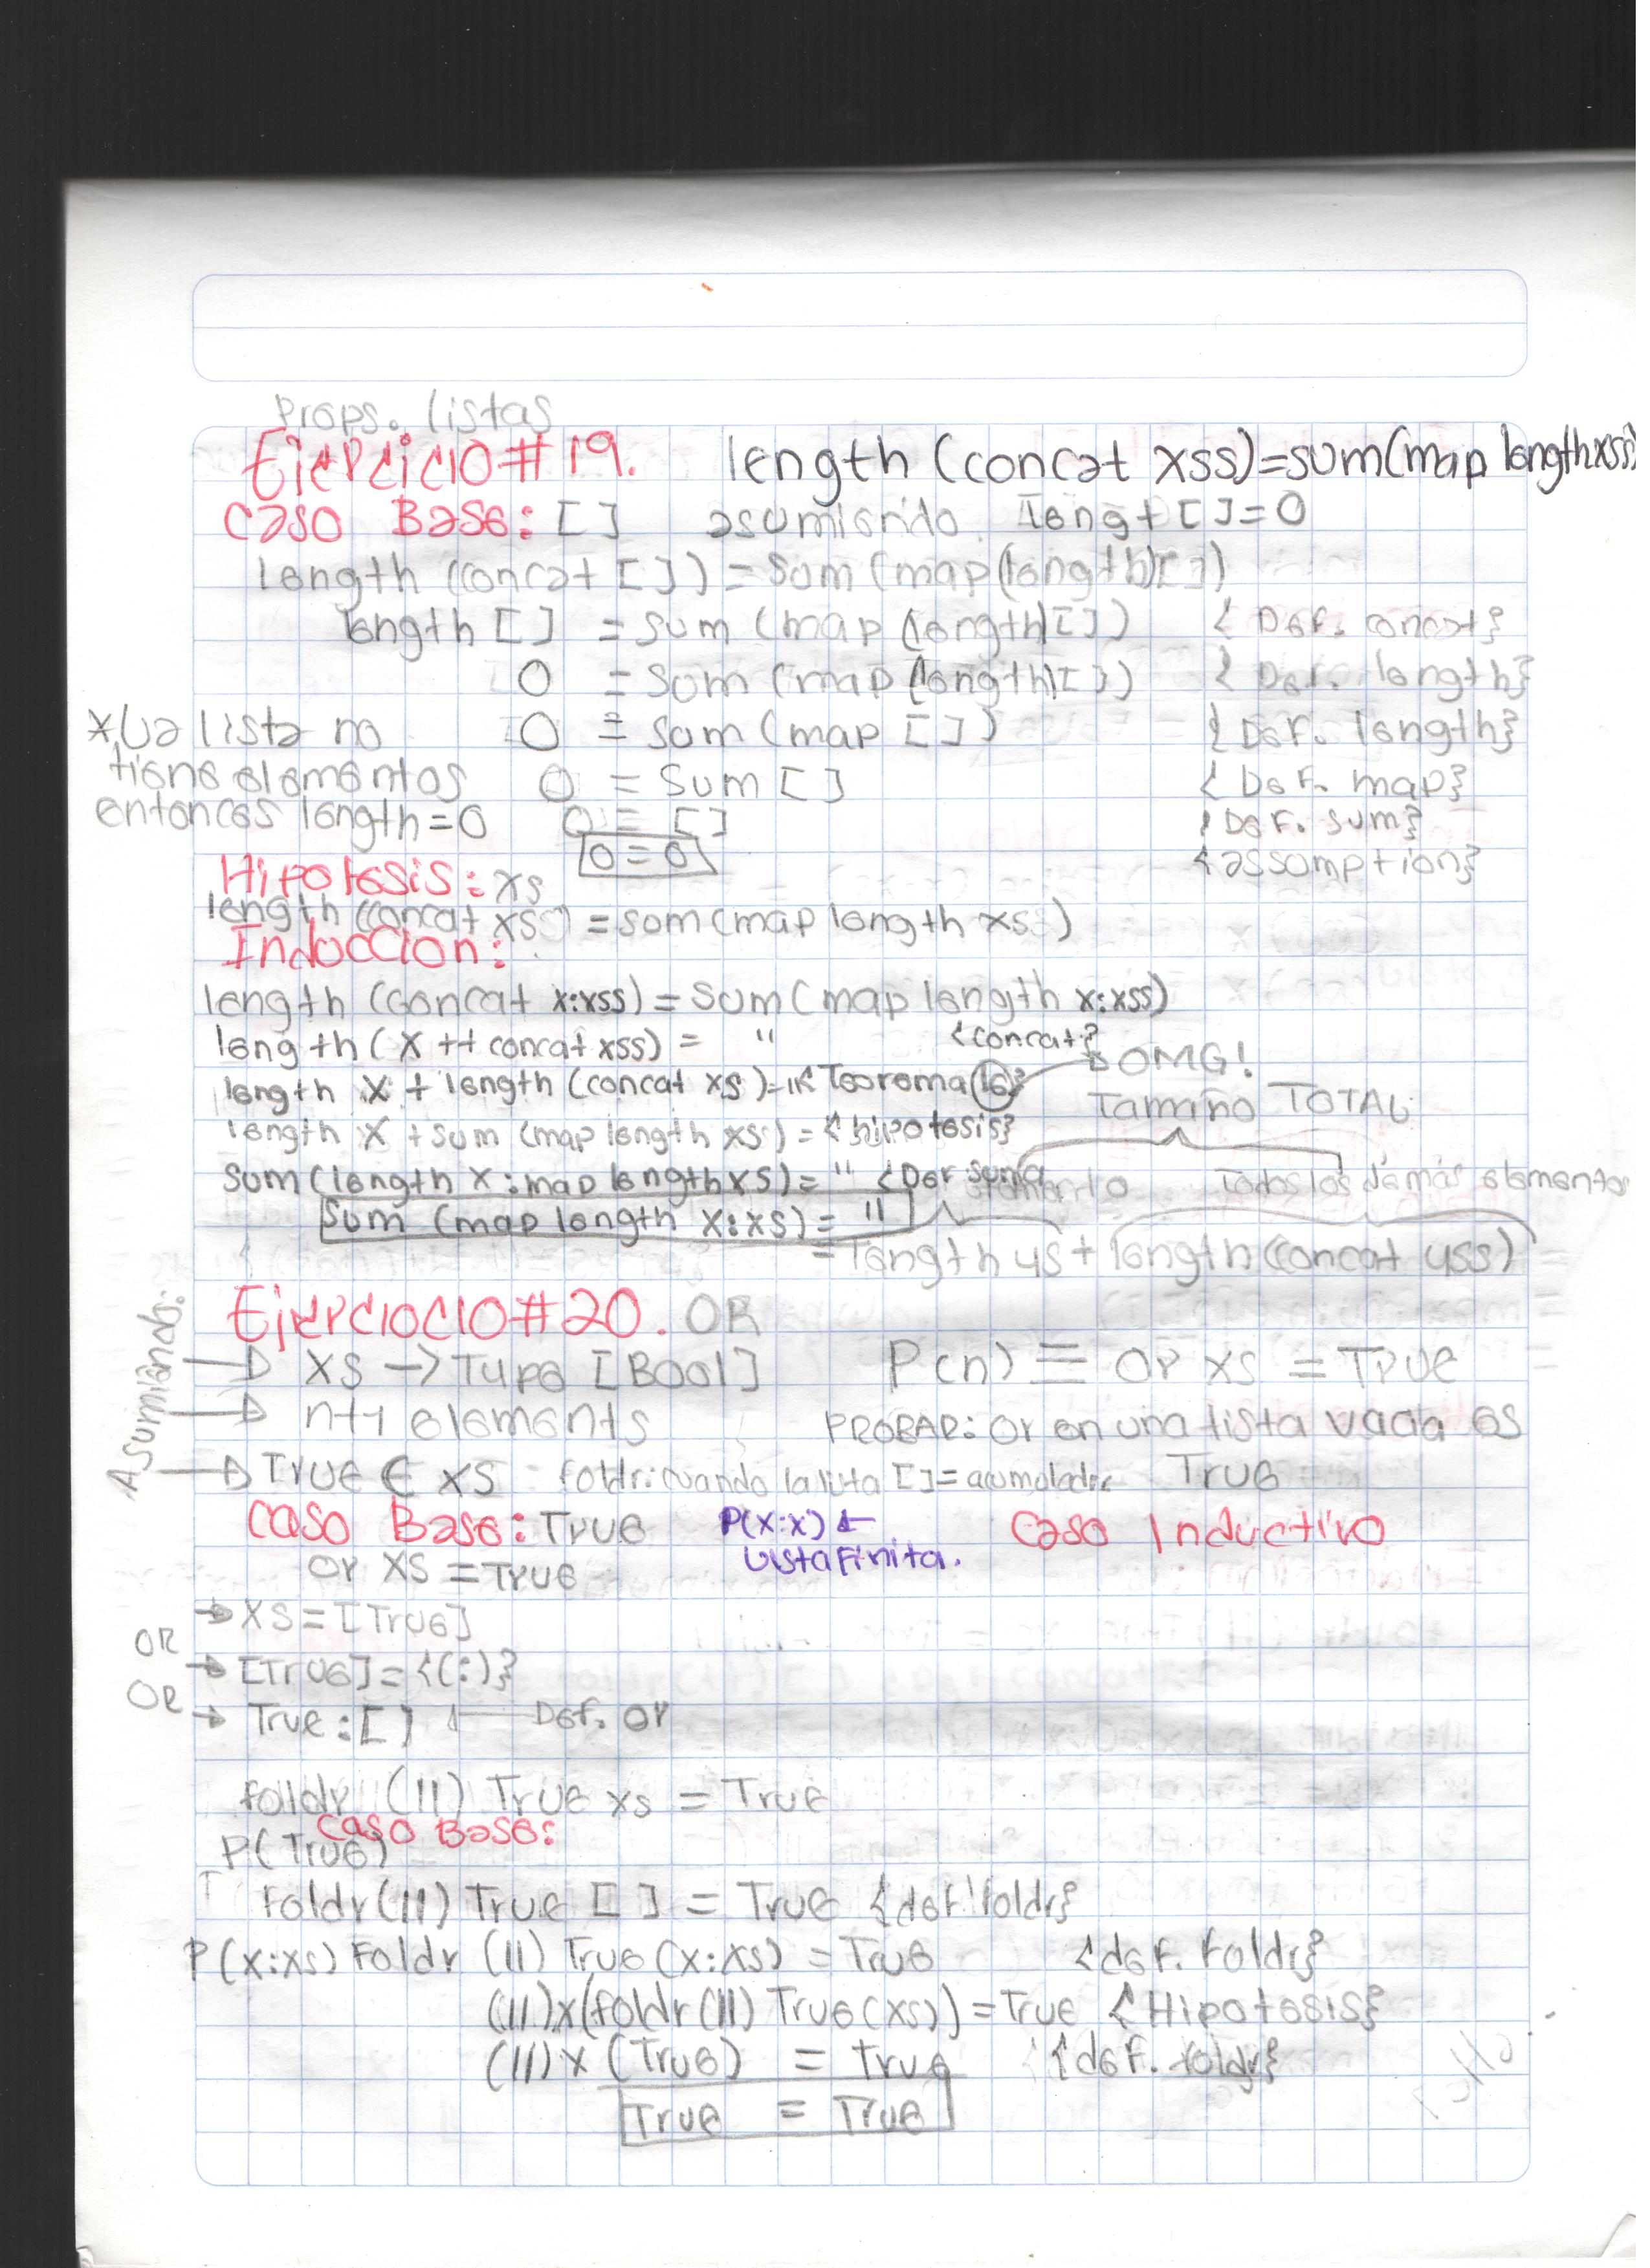 Props. listas
Ejercicio #19. length (concat xss)=sum(map length xss)
Caso Base: [] asumiendo lengt[]=0
length (concat []) = Sum (map(length)[])
length [] = sum (map (length)[]) {Def. concat}
0 = Sum (map (length)[]) {Def. length}
*La lista no
tiene elementos
entonces length=0
0 = Sum (map []) {Def. length}
0 = Sum [] {Def. map}
0 = [] {Def. sum}
0 = 0 {assomption}
Hipotesis: xs
length (concat xss) = sum (map length xss)
Induccion:
length (concat x:xss) = Sum (map length x:xss)
length (x ++ concat xss) = " {concat}
length x + length (concat xs) = " {Teorema 16} OMG!
Tamaño TOTAL
length x + sum (map length xs) = {hipotesis}
Sum (length x : map length xs) = " {Def suma
Todos los demás elementos
Sum (map length x:xs) = "
= length ys + length (concat yss)
Ejerciocio #20. OR
Asumiendo:
xs → Type [Bool] P(n) ≡ or xs = True
n+1 elements PROBAR: or en una lista vacia es
True ∈ xs foldr: cuando la lista [] = acumulador True
Caso Base: True P(x:x) ← Caso Inductivo
or xs = True Lista Finita.
→ xs = [True]
OR → [True] = {(:)}
OR → True : [] ← Def. or
foldr (||) True xs = True
Caso Base:
P(True)
Foldr (||) True [] = True {def foldr}
P(x:xs) Foldr (||) True (x:xs) = True {def. Foldr}
(||) x (foldr (||) True (xs)) = True {Hipotesis}
(||) x (True) = True {def. foldr}
True = True